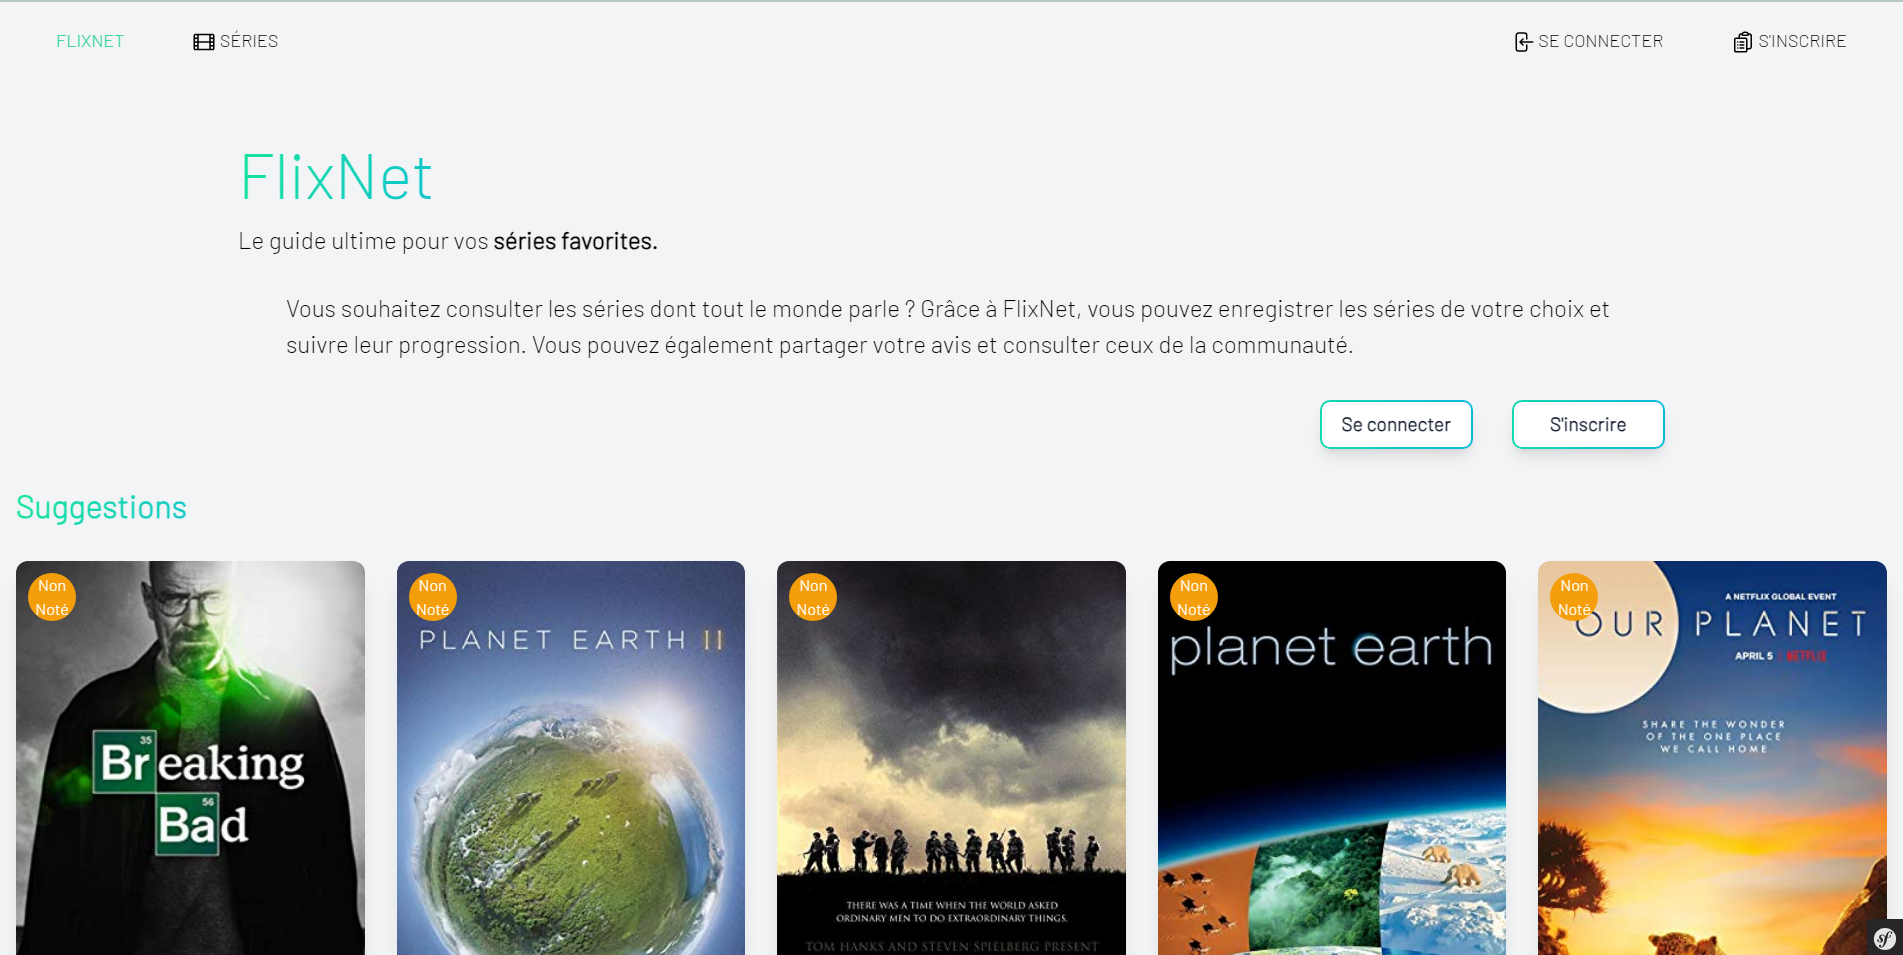 FLIXNET
SÉRIES
SE CONNECTER
S'INSCRIRE
FlixNet
Le guide ultime pour vos séries favorites.
Vous souhaitez consulter les séries dont tout le monde parle ? Grâce à FlixNet, vous pouvez enregistrer les séries de votre choix et
suivre leur progression. Vous pouvez également partager votre avis et consulter ceux de la communauté.
Se connecter
S'inscrire
Suggestions
Non
Noté
35
Breaking
56
Bad
Non
Noté
PLANET EARTH II
Non
Noté
THERE WAS A TIME WHEN THE WORLD ASKED
ORDINARY MEN TO DO EXTRAORDINARY THINGS.
TOM HANKS AND STEVEN SPIELBERG PRESENT
Non
Noté
planet earth
Non
Noté
A NETFLIX GLOBAL EVENT
OUR PLANET
APRIL 5 | NETFLIX
SHARE THE WONDER
OF THE ONE PLACE
WE CALL HOME
sf